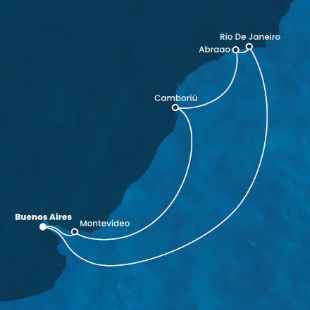 Rio De Janeiro
Abraao
Camboriú
Buenos Aires
Montevideo